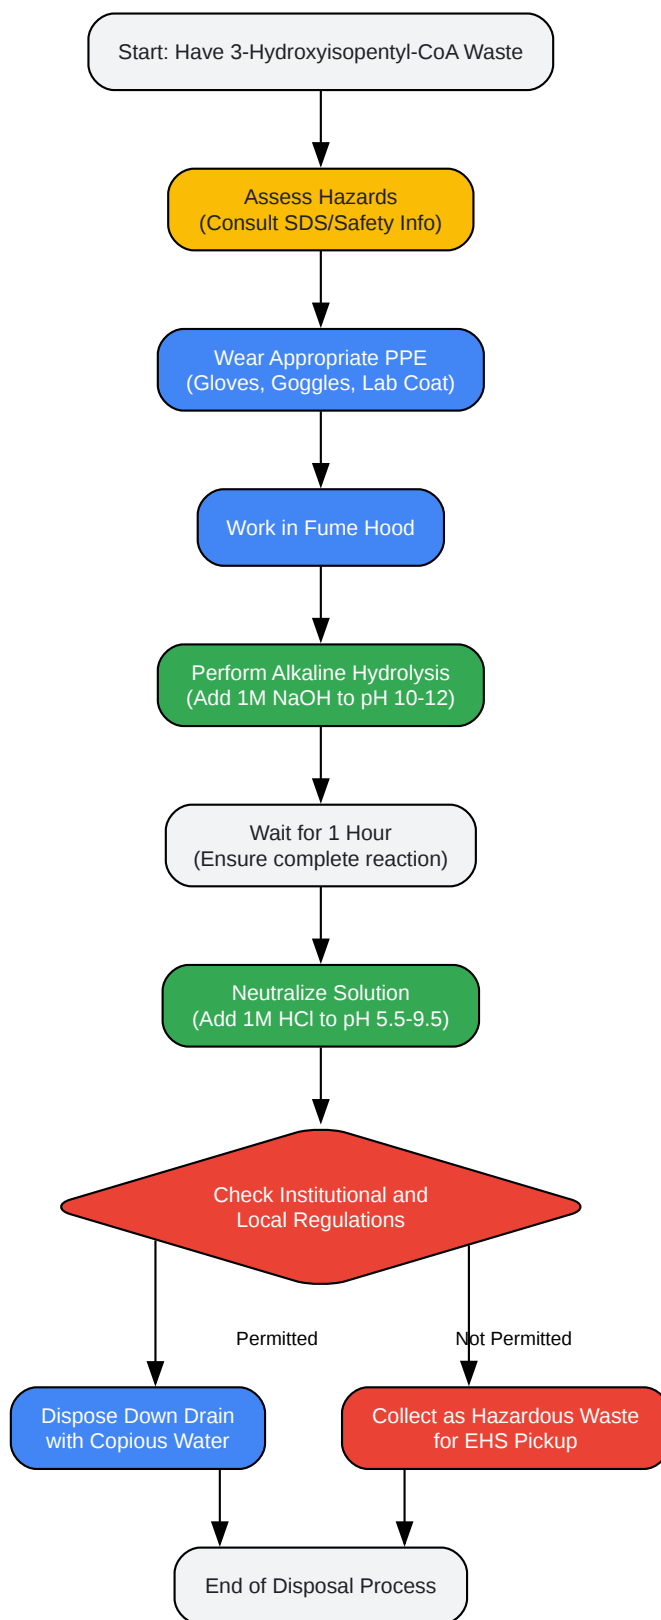 Start: Have 3-Hydroxyisopentyl-CoA Waste
Assess Hazards
(Consult SDS/Safety Info)
Wear Appropriate PPE
(Gloves, Goggles, Lab Coat)
Work in Fume Hood
Perform Alkaline Hydrolysis
(Add 1M NaOH to pH 10-12)
Wait for 1 Hour
(Ensure complete reaction)
Neutralize Solution
(Add 1M HCl to pH 5.5-9.5)
Check Institutional and
Local Regulations
Permitted
Not Permitted
Dispose Down Drain
with Copious Water
Collect as Hazardous Waste
for EHS Pickup
End of Disposal Process